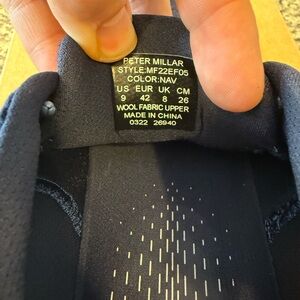 PETER MILLAR
STYLE:MF22EF05
COLOR:NAV
US EUR UK CM
9 42 8 26
WOOL FABRIC UPPER
MADE IN CHINA
0322 26940